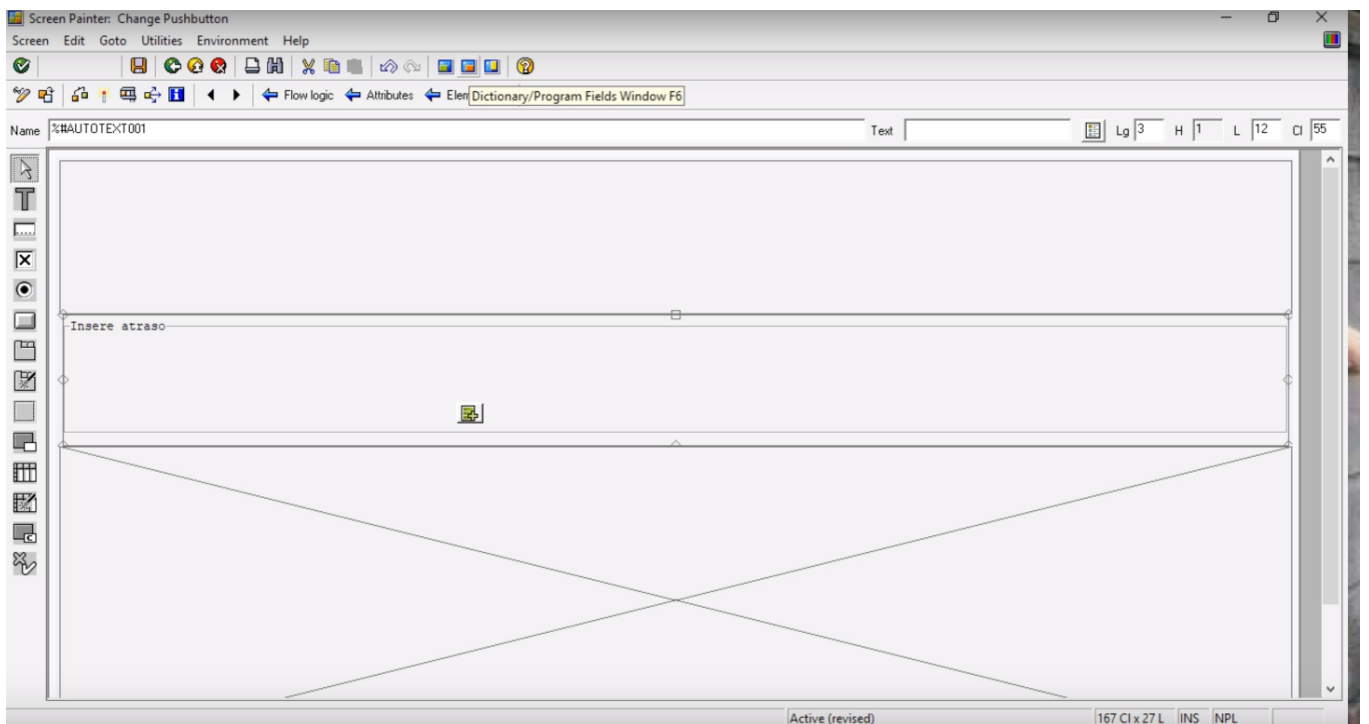 Screen Painter: Change Pushbutton
Screen Edit Goto Utilities Environment Help
Flow logic Attributes Elem Dictionary/Program Fields Window F6
Name %#AUTOTEXT001 Text Lg 3 H 1 L 12 Cl 55
Insere atraso
Active (revised) 167 Cl x 27 L INS NPL